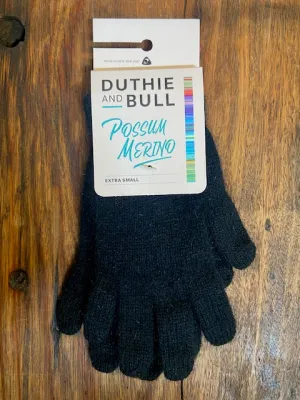 DUTHIE
AND BULL
Possum
Merino
EXTRA SMALL